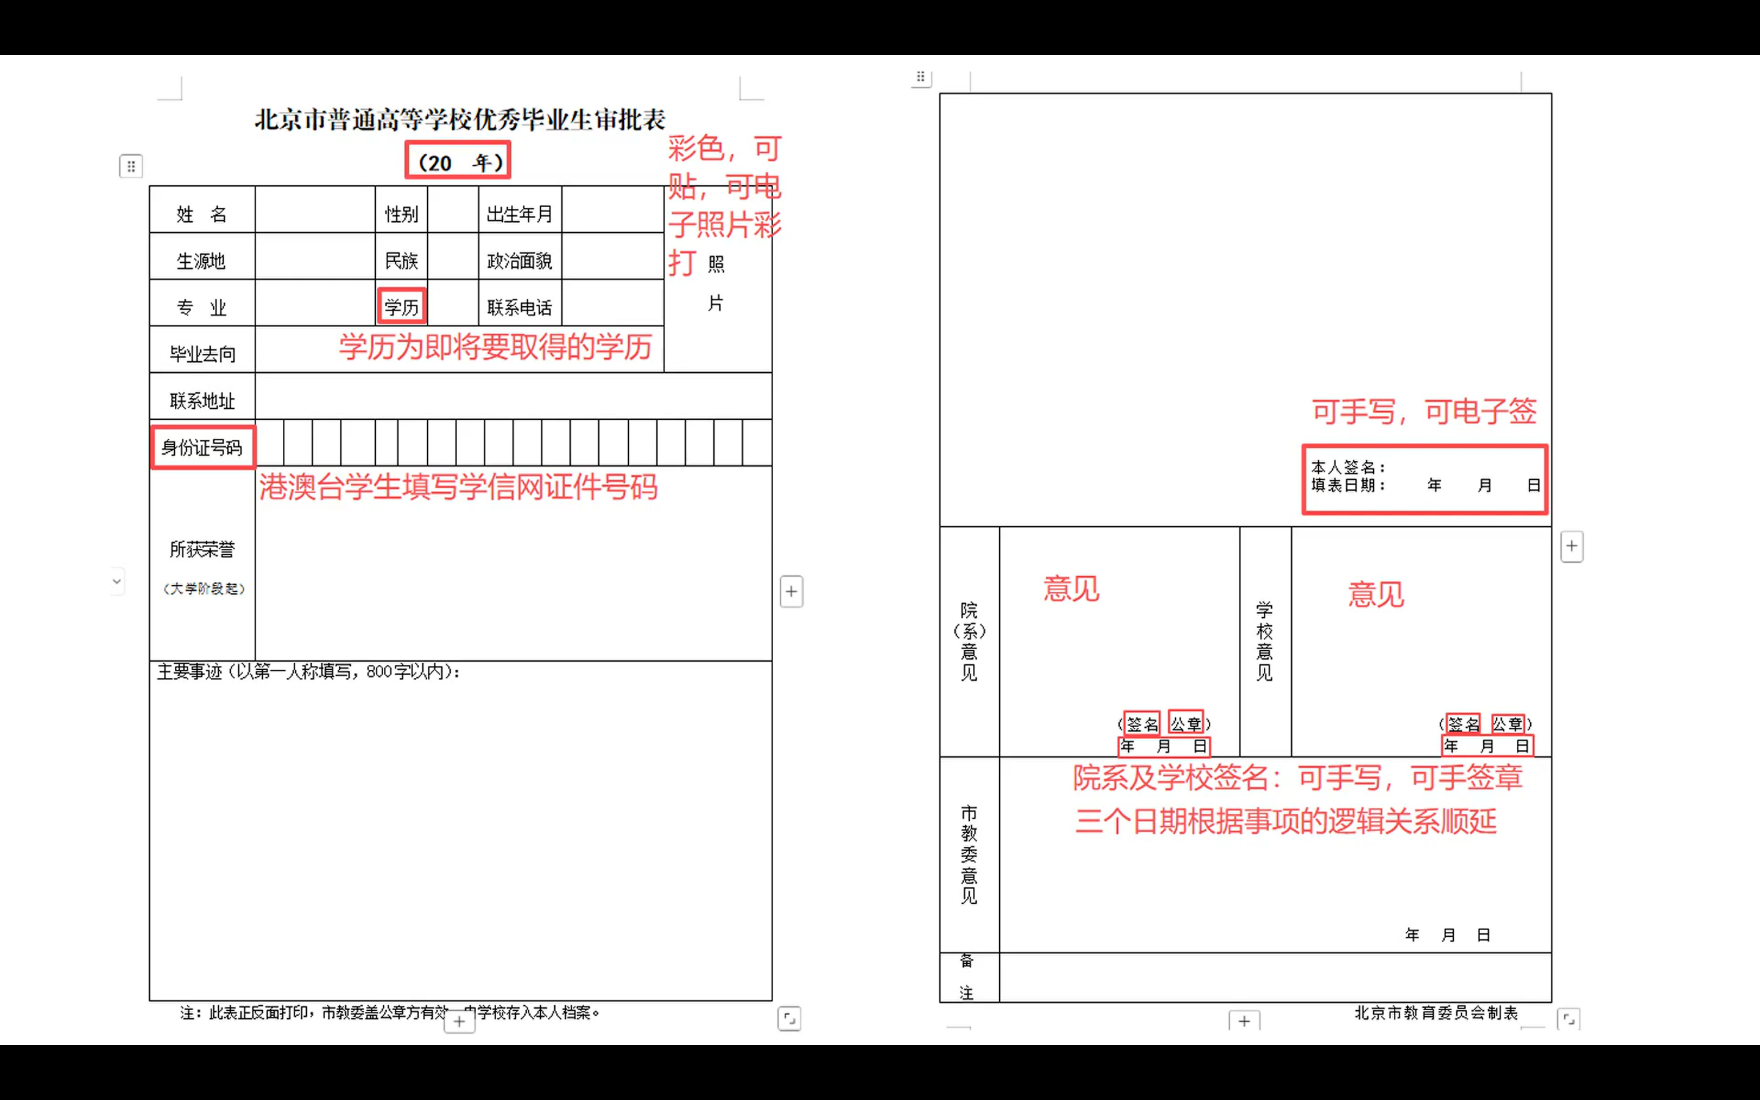 北京市普通高等学校优秀毕业生审批表
（20 年）
彩色，可
贴，可电
子照片彩
打
照
片
姓 名
性别
出生年月
生源地
民族
政治面貌
专 业
学历
联系电话
毕业去向
学历为即将要取得的学历
联系地址
身份证号码
港澳台学生填写学信网证件号码
所获荣誉
（大学阶段起）
主要事迹（以第一人称填写，800字以内）：
注：此表正反面打印，市教委盖公章方有效 由学校存入本人档案。
可手写，可电子签
本人签名：
填表日期： 年 月 日
院（系）意见
意见
（签名 公章）
年 月 日
学校意见
意见
（签名 公章）
年 月 日
院系及学校签名：可手写，可手签章
三个日期根据事项的逻辑关系顺延
市教委意见
年 月 日
备
注
北京市教育委员会制表